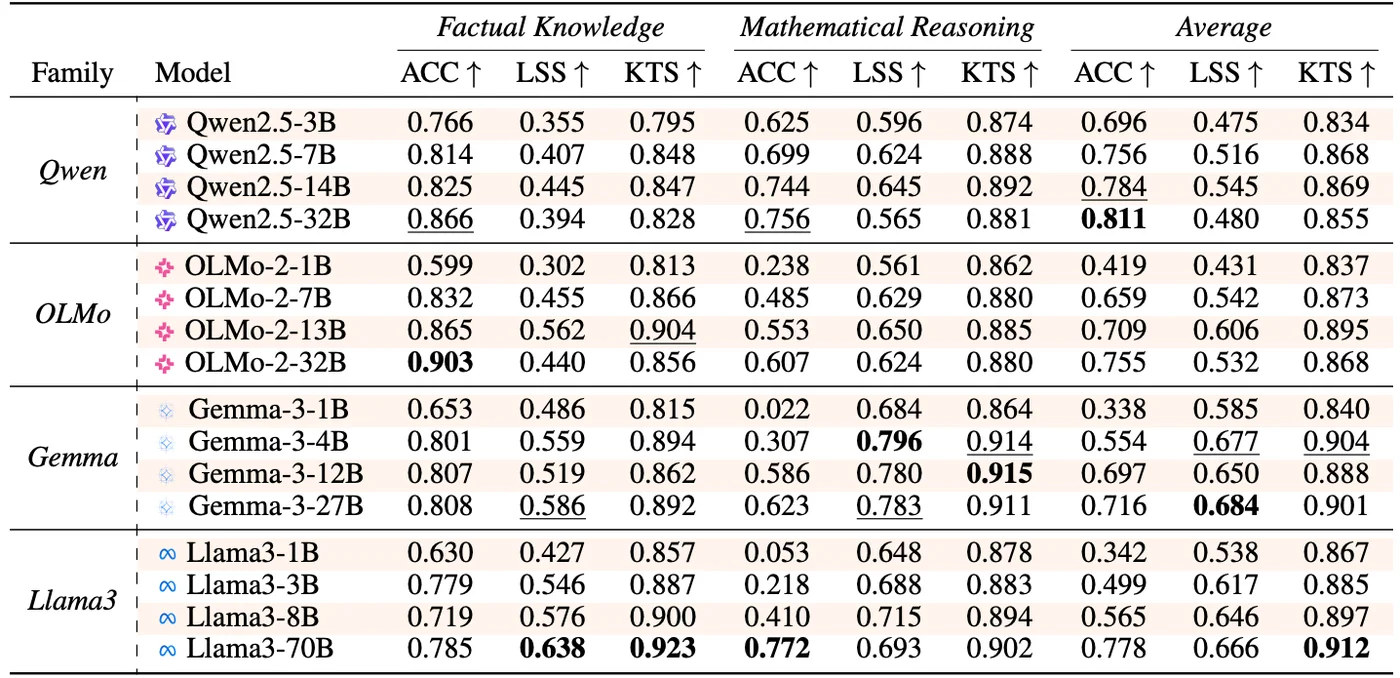 Factual Knowledge Mathematical Reasoning Average
Family Model ACC ↑ LSS ↑ KTS ↑ ACC ↑ LSS ↑ KTS ↑ ACC ↑ LSS ↑ KTS ↑
Qwen2.5-3B 0.766 0.355 0.795 0.625 0.596 0.874 0.696 0.475 0.834
Qwen2.5-7B 0.814 0.407 0.848 0.699 0.624 0.888 0.756 0.516 0.868
Qwen
Qwen2.5-14B 0.825 0.445 0.847 0.744 0.645 0.892 0.784 0.545 0.869
Qwen2.5-32B 0.866 0.394 0.828 0.756 0.565 0.881 0.811 0.480 0.855
OLMo-2-1B 0.599 0.302 0.813 0.238 0.561 0.862 0.419 0.431 0.837
OLMo-2-7B 0.832 0.455 0.866 0.485 0.629 0.880 0.659 0.542 0.873
OLMo
OLMo-2-13B 0.865 0.562 0.904 0.553 0.650 0.885 0.709 0.606 0.895
OLMo-2-32B 0.903 0.440 0.856 0.607 0.624 0.880 0.755 0.532 0.868
Gemma-3-1B 0.653 0.486 0.815 0.022 0.684 0.864 0.338 0.585 0.840
Gemma-3-4B 0.801 0.559 0.894 0.307 0.796 0.914 0.554 0.677 0.904
Gemma
Gemma-3-12B 0.807 0.519 0.862 0.586 0.780 0.915 0.697 0.650 0.888
Gemma-3-27B 0.808 0.586 0.892 0.623 0.783 0.911 0.716 0.684 0.901
Llama3-1B 0.630 0.427 0.857 0.053 0.648 0.878 0.342 0.538 0.867
Llama3-3B 0.779 0.546 0.887 0.218 0.688 0.883 0.499 0.617 0.885
Llama3
Llama3-8B 0.719 0.576 0.900 0.410 0.715 0.894 0.565 0.646 0.897
Llama3-70B 0.785 0.638 0.923 0.772 0.693 0.902 0.778 0.666 0.912